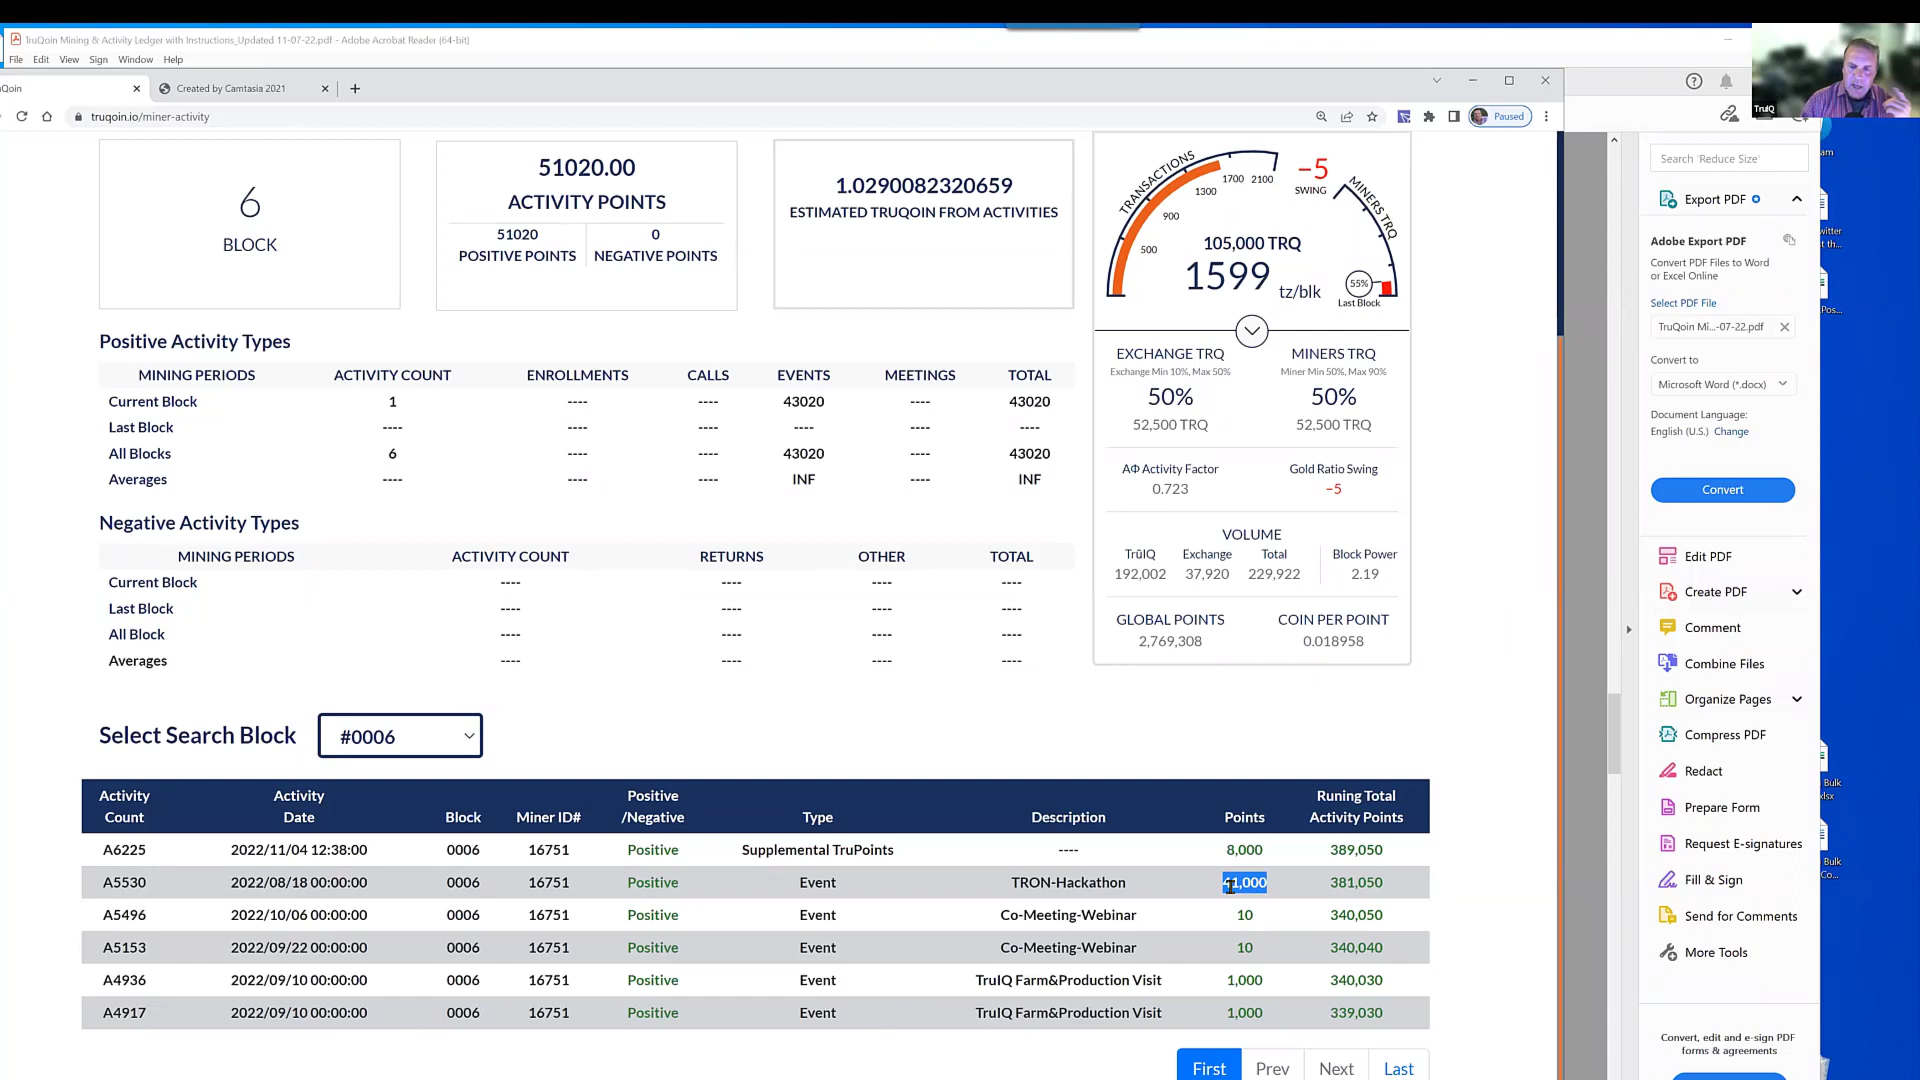 TruQoin Mining & Activity Ledger with Instructions_Updated 11-07-22.pdf - Adobe Acrobat Reader (64-bit)
File Edit View Sign Window Help
Created by Camtasia 2021
truqoin.io/miner-activity
Paused
TruIQ
6
BLOCK
51020.00
ACTIVITY POINTS
51020 0
POSITIVE POINTS NEGATIVE POINTS
1.0290082320659
ESTIMATED TRUQOIN FROM ACTIVITIES
TRANSACTIONS
500
900
1300
1700
2100
-5
SWING
MINERS TRQ
105,000 TRQ
1599 tz/blk
55%
Last Block
EXCHANGE TRQ MINERS TRQ
Exchange Min 10%, Max 50% Miner Min 50%, Max 90%
50% 50%
52,500 TRQ 52,500 TRQ
AΦ Activity Factor Gold Ratio Swing
0.723 -5
VOLUME
TrūIQ Exchange Total Block Power
192,002 37,920 229,922 2.19
GLOBAL POINTS COIN PER POINT
2,769,308 0.018958
Positive Activity Types
MINING PERIODS ACTIVITY COUNT ENROLLMENTS CALLS EVENTS MEETINGS TOTAL
Current Block 1 ---- ---- 43020 ---- 43020
Last Block ---- ---- ---- ---- ---- ----
All Blocks 6 ---- ---- 43020 ---- 43020
Averages ---- ---- ---- INF ---- INF
Negative Activity Types
MINING PERIODS ACTIVITY COUNT RETURNS OTHER TOTAL
Current Block ---- ---- ---- ----
Last Block ---- ---- ---- ----
All Block ---- ---- ---- ----
Averages ---- ---- ---- ----
Select Search Block #0006
Activity Count Activity Date Block Miner ID# Positive /Negative Type Description Points Runing Total Activity Points
A6225 2022/11/04 12:38:00 0006 16751 Positive Supplemental TruPoints ---- 8,000 389,050
A5530 2022/08/18 00:00:00 0006 16751 Positive Event TRON-Hackathon 41,000 381,050
A5496 2022/10/06 00:00:00 0006 16751 Positive Event Co-Meeting-Webinar 10 340,050
A5153 2022/09/22 00:00:00 0006 16751 Positive Event Co-Meeting-Webinar 10 340,040
A4936 2022/09/10 00:00:00 0006 16751 Positive Event TruIQ Farm&Production Visit 1,000 340,030
A4917 2022/09/10 00:00:00 0006 16751 Positive Event TruIQ Farm&Production Visit 1,000 339,030
First Prev Next Last
Search 'Reduce Size'
Export PDF
Adobe Export PDF
Convert PDF Files to Word
or Excel Online
Select PDF File
TruQoin Mi...-07-22.pdf
Convert to
Microsoft Word (*.docx)
Document Language:
English (U.S.) Change
Convert
Edit PDF
Create PDF
Comment
Combine Files
Organize Pages
Compress PDF
Redact
Prepare Form
Request E-signatures
Fill & Sign
Send for Comments
More Tools
Convert, edit and e-sign PDF
forms & agreements
Bulk
Bulk